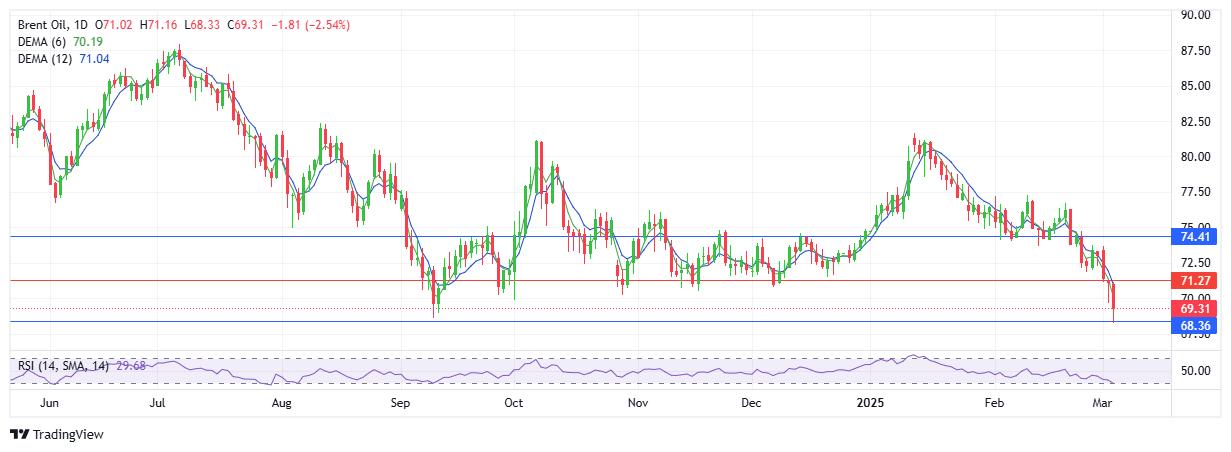 Brent Oil, 1D O71.02 H71.16 L68.33 C69.31 −1.81 (−2.54%)
DEMA (6) 70.19
DEMA (12) 71.04
90.00
87.50
85.00
82.50
80.00
77.50
75.00
74.41
72.50
71.27
70.00
69.31
68.36
67.50
RSI (14, SMA, 14) 29.68
50.00
Jun Jul Aug Sep Oct Nov Dec 2025 Feb Mar
TradingView